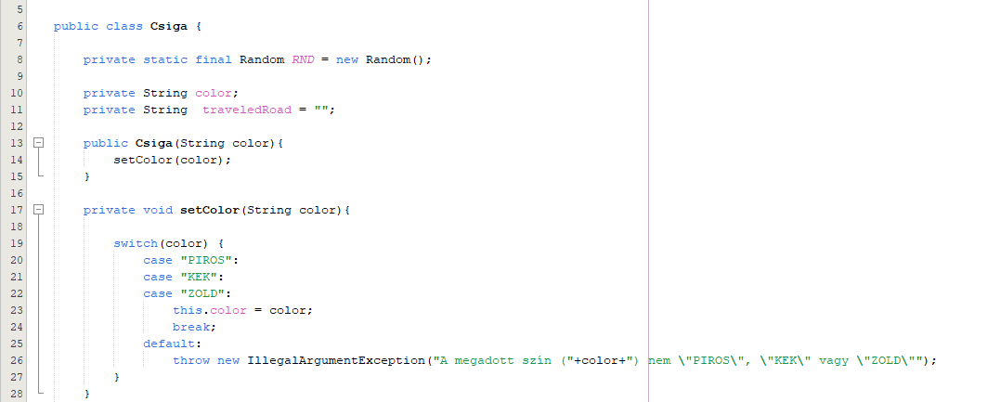 5
6 public class Csiga {
7
8 private static final Random RND = new Random();
9
10 private String color;
11 private String  traveledRoad = "";
12
13 public Csiga(String color){
14 setColor(color);
15 }
16
17 private void setColor(String color){
18
19 switch(color) {
20 case "PIROS":
21 case "KEK":
22 case "ZOLD":
23 this.color = color;
24 break;
25 default:
26 throw new IllegalArgumentException("A megadott szín ("+color+") nem \"PIROS\", \"KEK\" vagy \"ZOLD\"");
27 }
28 }